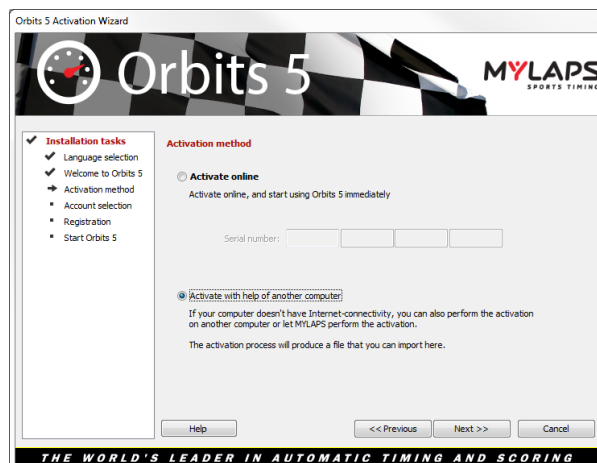 Orbits 5 Activation Wizard
Orbits 5
MYLAPS
SPORTS TIMING
Installation tasks
Language selection
Welcome to Orbits 5
Activation method
Account selection
Registration
Start Orbits 5
Activation method
Activate online
Activate online, and start using Orbits 5 immediately
Serial number:
Activate with help of another computer
If your computer doesn't have Internet-connectivity, you can also perform the activation
on another computer or let MYLAPS perform the activation.
The activation process will produce a file that you can import here.
Help
<< Previous
Next >>
Cancel
THE WORLD'S LEADER IN AUTOMATIC TIMING AND SCORING